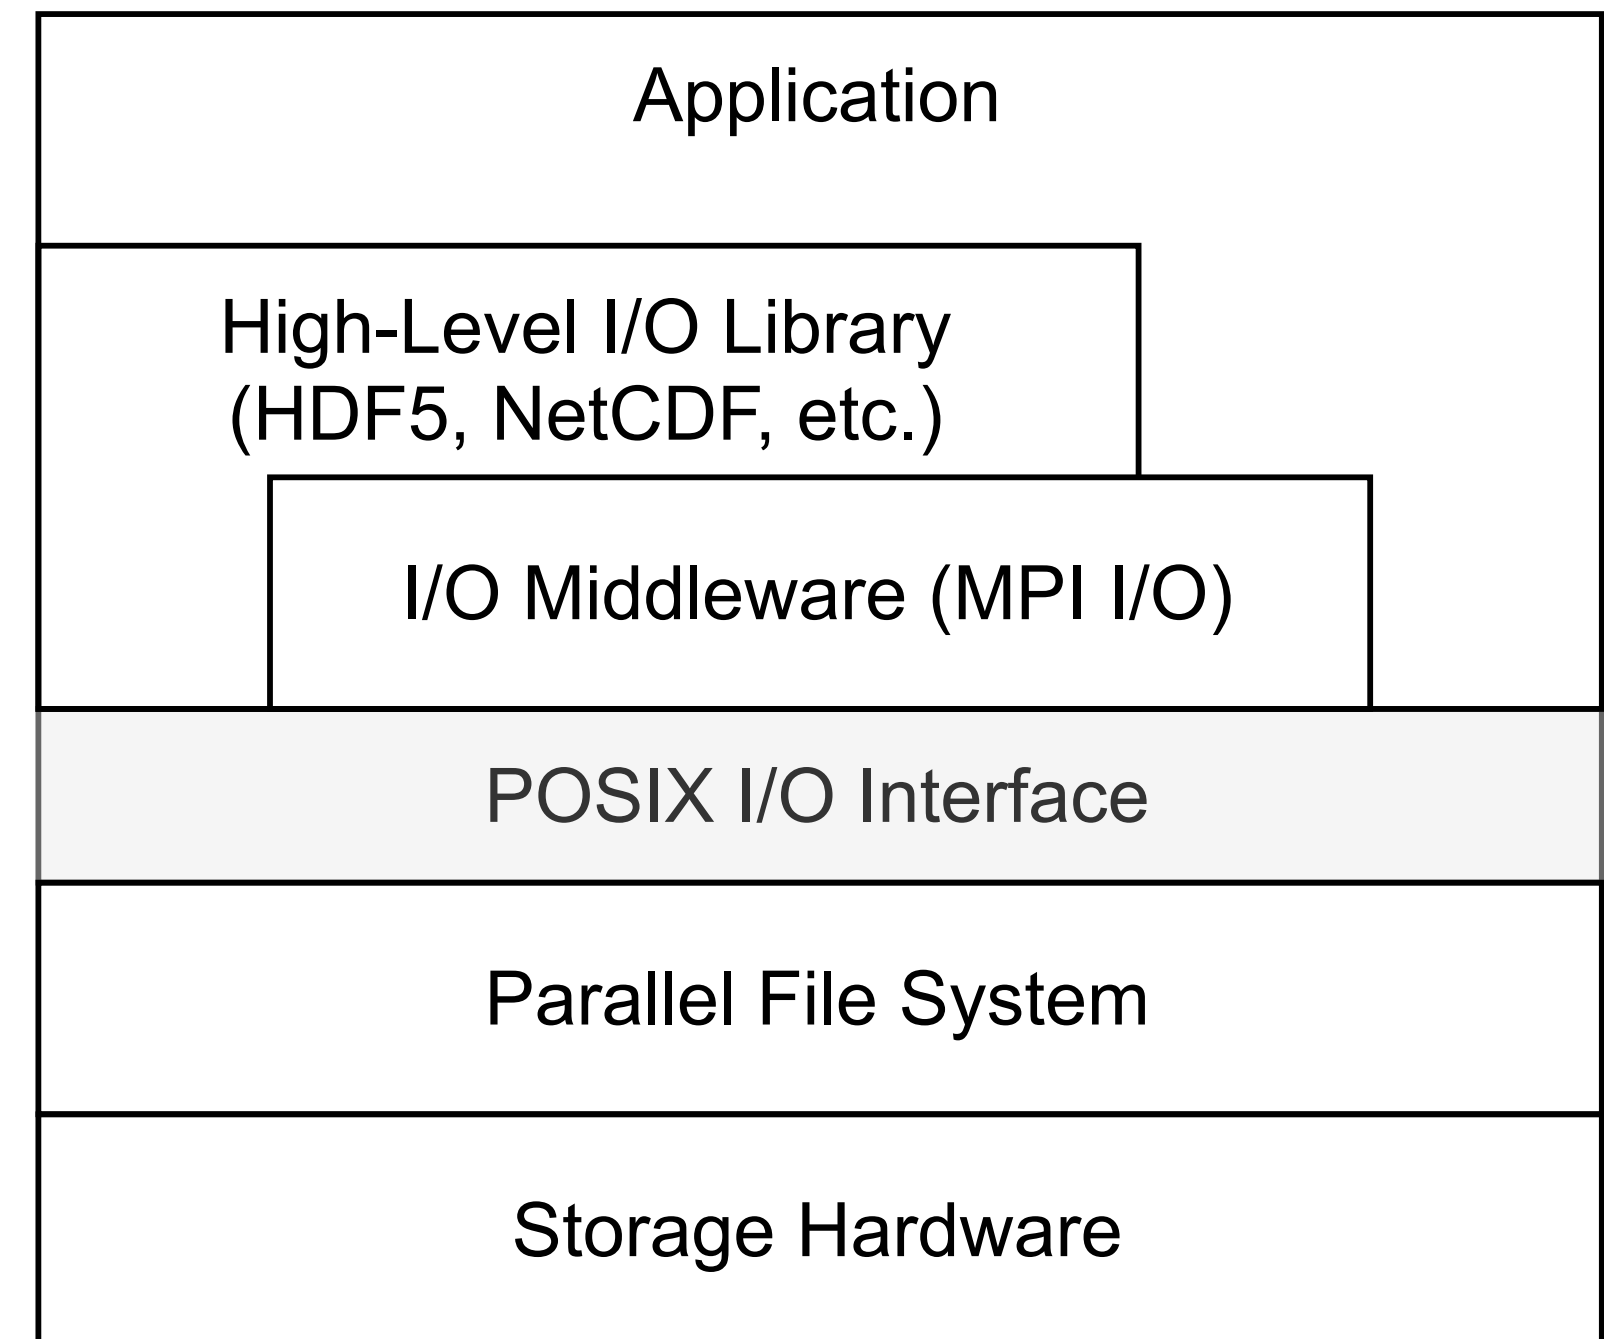 Application
High-Level I/O Library
(HDF5, NetCDF, etc.)
I/O Middleware (MPI I/O)
POSIX I/O Interface
Parallel File System
Storage Hardware